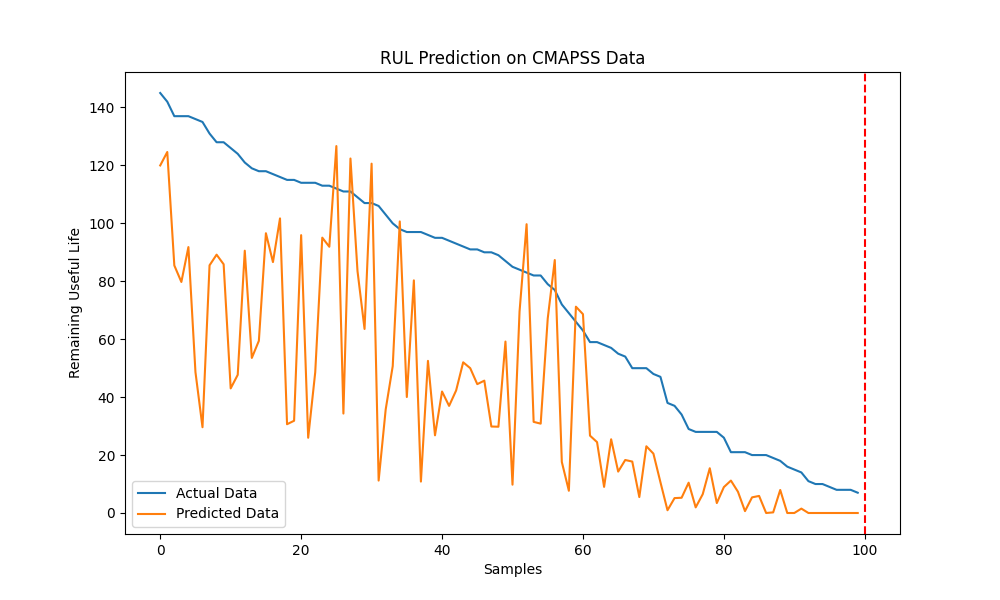 RUL Prediction on CMAPSS Data
Remaining Useful Life
140
120
100
80
60
40
20
0
Actual Data
Predicted Data
0 20 40 60 80 100
Samples